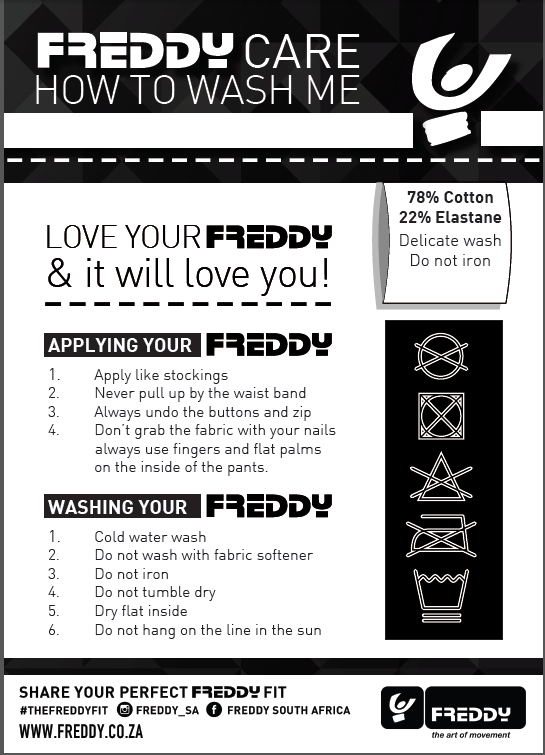 FREDDY CARE
HOW TO WASH ME
78% Cotton
22% Elastane
Delicate wash
Do not iron
LOVE YOUR FREDDY
& it will love you!
APPLYING YOUR FREDDY
1. Apply like stockings
2. Never pull up by the waist band
3. Always undo the buttons and zip
4. Don't grab the fabric with your nails
always use fingers and flat palms
on the inside of the pants.
WASHING YOUR FREDDY
1. Cold water wash
2. Do not wash with fabric softener
3. Do not iron
4. Do not tumble dry
5. Dry flat inside
6. Do not hang on the line in the sun
SHARE YOUR PERFECT FREDDY FIT
#THEFREDDYFIT FREDDY_SA FREDDY SOUTH AFRICA
WWW.FREDDY.CO.ZA
FREDDY
the art of movement